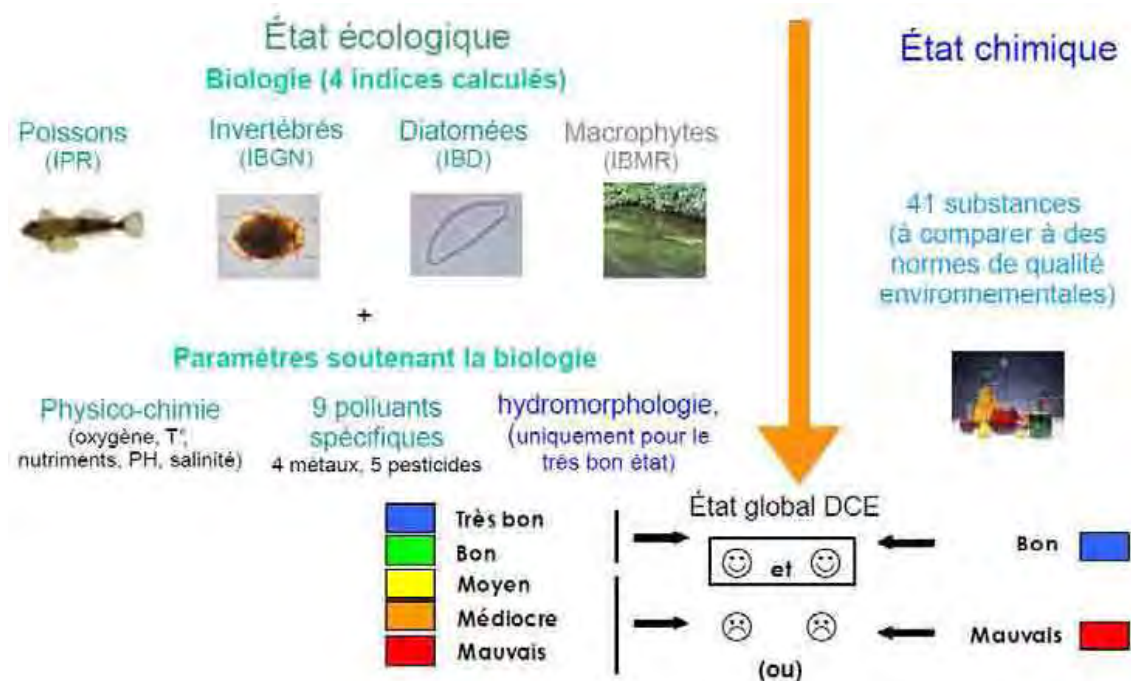 État écologique
Biologie (4 indices calculés)
Poissons
(IPR)
Invertébrés
(IBGN)
Diatomées
(IBD)
Macrophytes
(IBMR)
+
Paramètres soutenant la biologie
Physico-chimie
(oxygène, T°,
nutriments, PH, salinité)
9 polluants
spécifiques
4 métaux, 5 pesticides
hydromorphologie,
(uniquement pour le
très bon état)
État chimique
41 substances
(à comparer à des
normes de qualité
environnementales)
État global DCE
Très bon
Bon
Moyen
Médiocre
Mauvais
et
(ou)
Bon
Mauvais